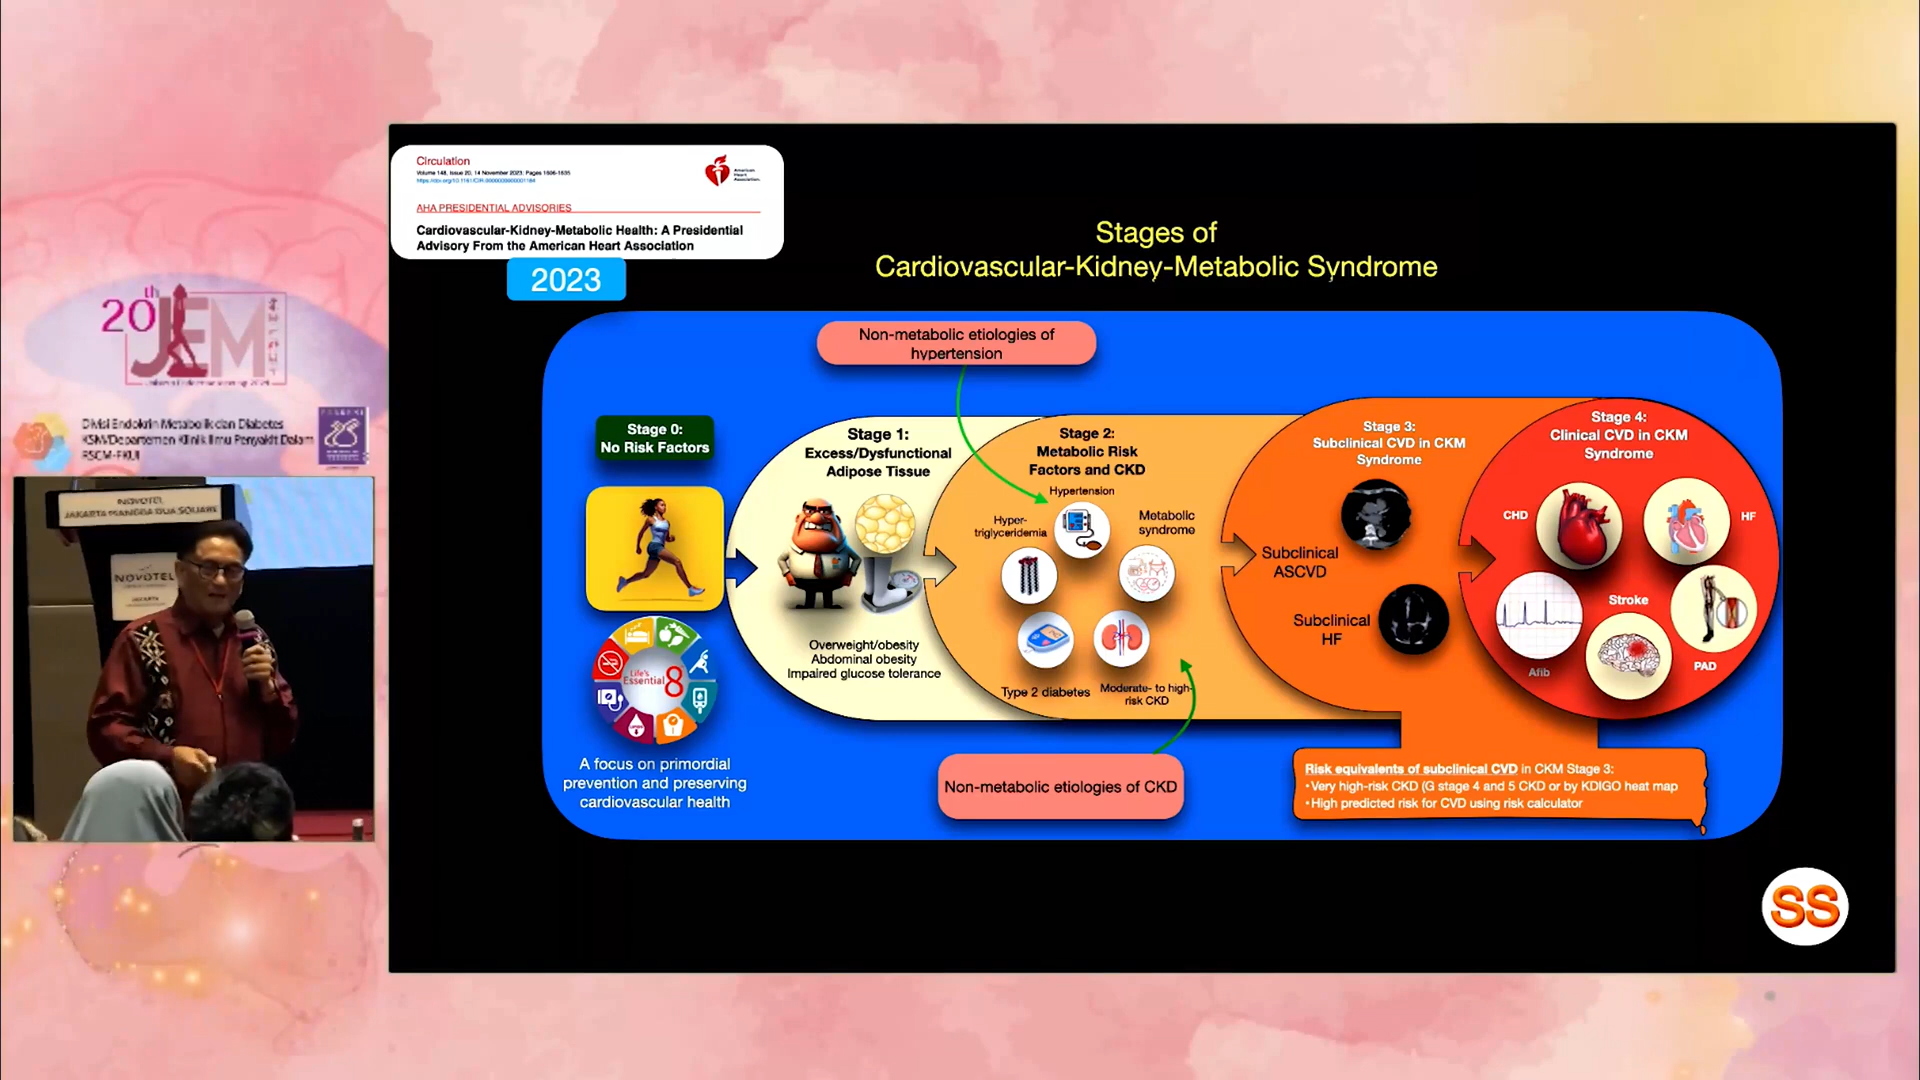 Circulation
Volume 148, Issue 20, 14 November 2023; Pages 1606-1635
American
Heart
Association.
AHA PRESIDENTIAL ADVISORIES
Cardiovascular-Kidney-Metabolic Health: A Presidential
Advisory From the American Heart Association
2023
Stages of
Cardiovascular-Kidney-Metabolic Syndrome
Non-metabolic etiologies of
hypertension
Stage 0:
No Risk Factors
Life's
Essential 8
A focus on primordial
prevention and preserving
cardiovascular health
Stage 1:
Excess/Dysfunctional
Adipose Tissue
Overweight/obesity
Abdominal obesity
Impaired glucose tolerance
Stage 2:
Metabolic Risk
Factors and CKD
Hypertension
Hyper-
triglyceridemia
Metabolic
syndrome
Type 2 diabetes
Moderate- to high-
risk CKD
Non-metabolic etiologies of CKD
Stage 3:
Subclinical CVD in CKM
Syndrome
Subclinical
ASCVD
Subclinical
HF
Stage 4:
Clinical CVD in CKM
Syndrome
CHD
HF
Stroke
Afib
PAD
Risk equivalents of subclinical CVD in CKM Stage 3:
•Very high-risk CKD (G stage 4 and 5 CKD or by KDIGO heat map
•High predicted risk for CVD using risk calculator
SS
20th
JEM
Divisi Endokrin Metabolik dan Diabetes
KSM/Departemen Klinik Ilmu Penyakit Dalam
RSCM-FKUI
NOVOTEL
JAKARTA MANGGA DUA SQUARE
NOVOTEL
JAKARTA